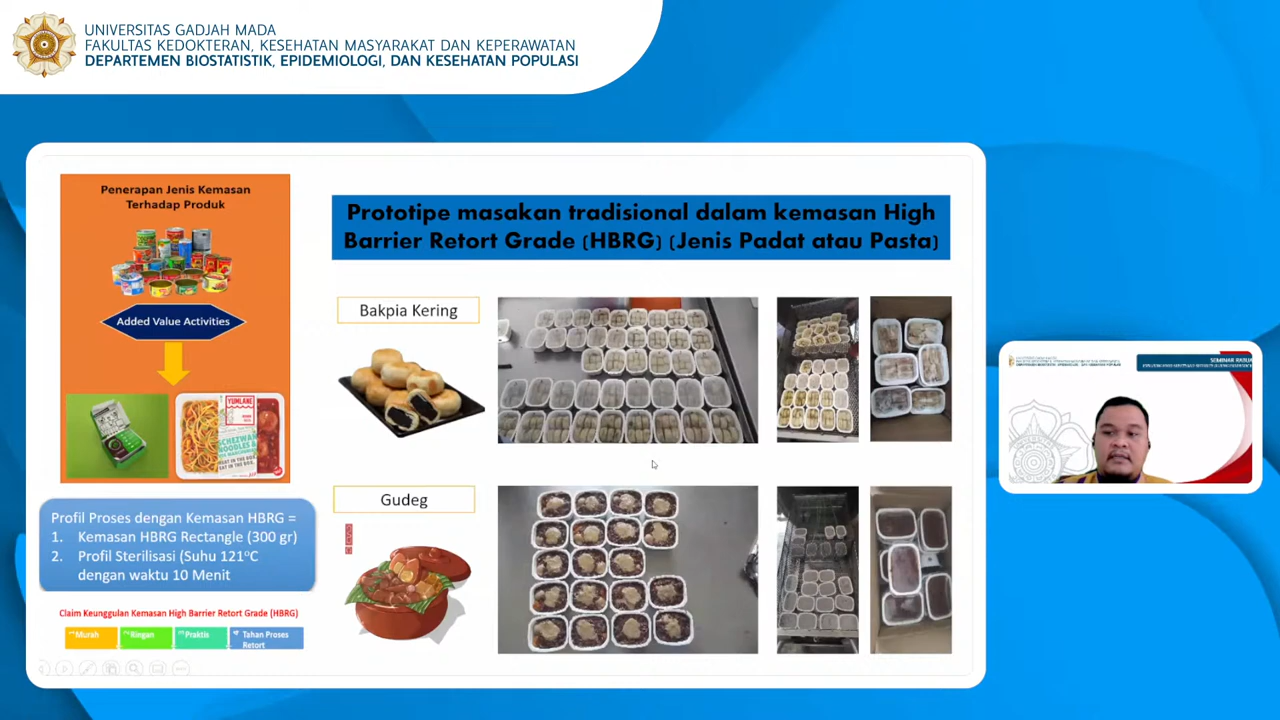 UNIVERSITAS GADJAH MADA
FAKULTAS KEDOKTERAN, KESEHATAN MASYARAKAT DAN KEPERAWATAN
DEPARTEMEN BIOSTATISTIK, EPIDEMIOLOGI, DAN KESEHATAN POPULASI
Penerapan Jenis Kemasan
Terhadap Produk
Added Value Activities
YUMLANE
SCHEZWAN
NOODLES &
Profil Proses dengan Kemasan HBRG =
1. Kemasan HBRG Rectangle (300 gr)
2. Profil Sterilisasi (Suhu 121°C
dengan waktu 10 Menit
Claim Keunggulan Kemasan High Barrier Retort Grade (HBRG)
Murah
Ringan
Praktis
Tahan Proses
Retort
Prototipe masakan tradisional dalam kemasan High
Barrier Retort Grade (HBRG) (Jenis Padat atau Pasta)
Bakpia Kering
Gudeg